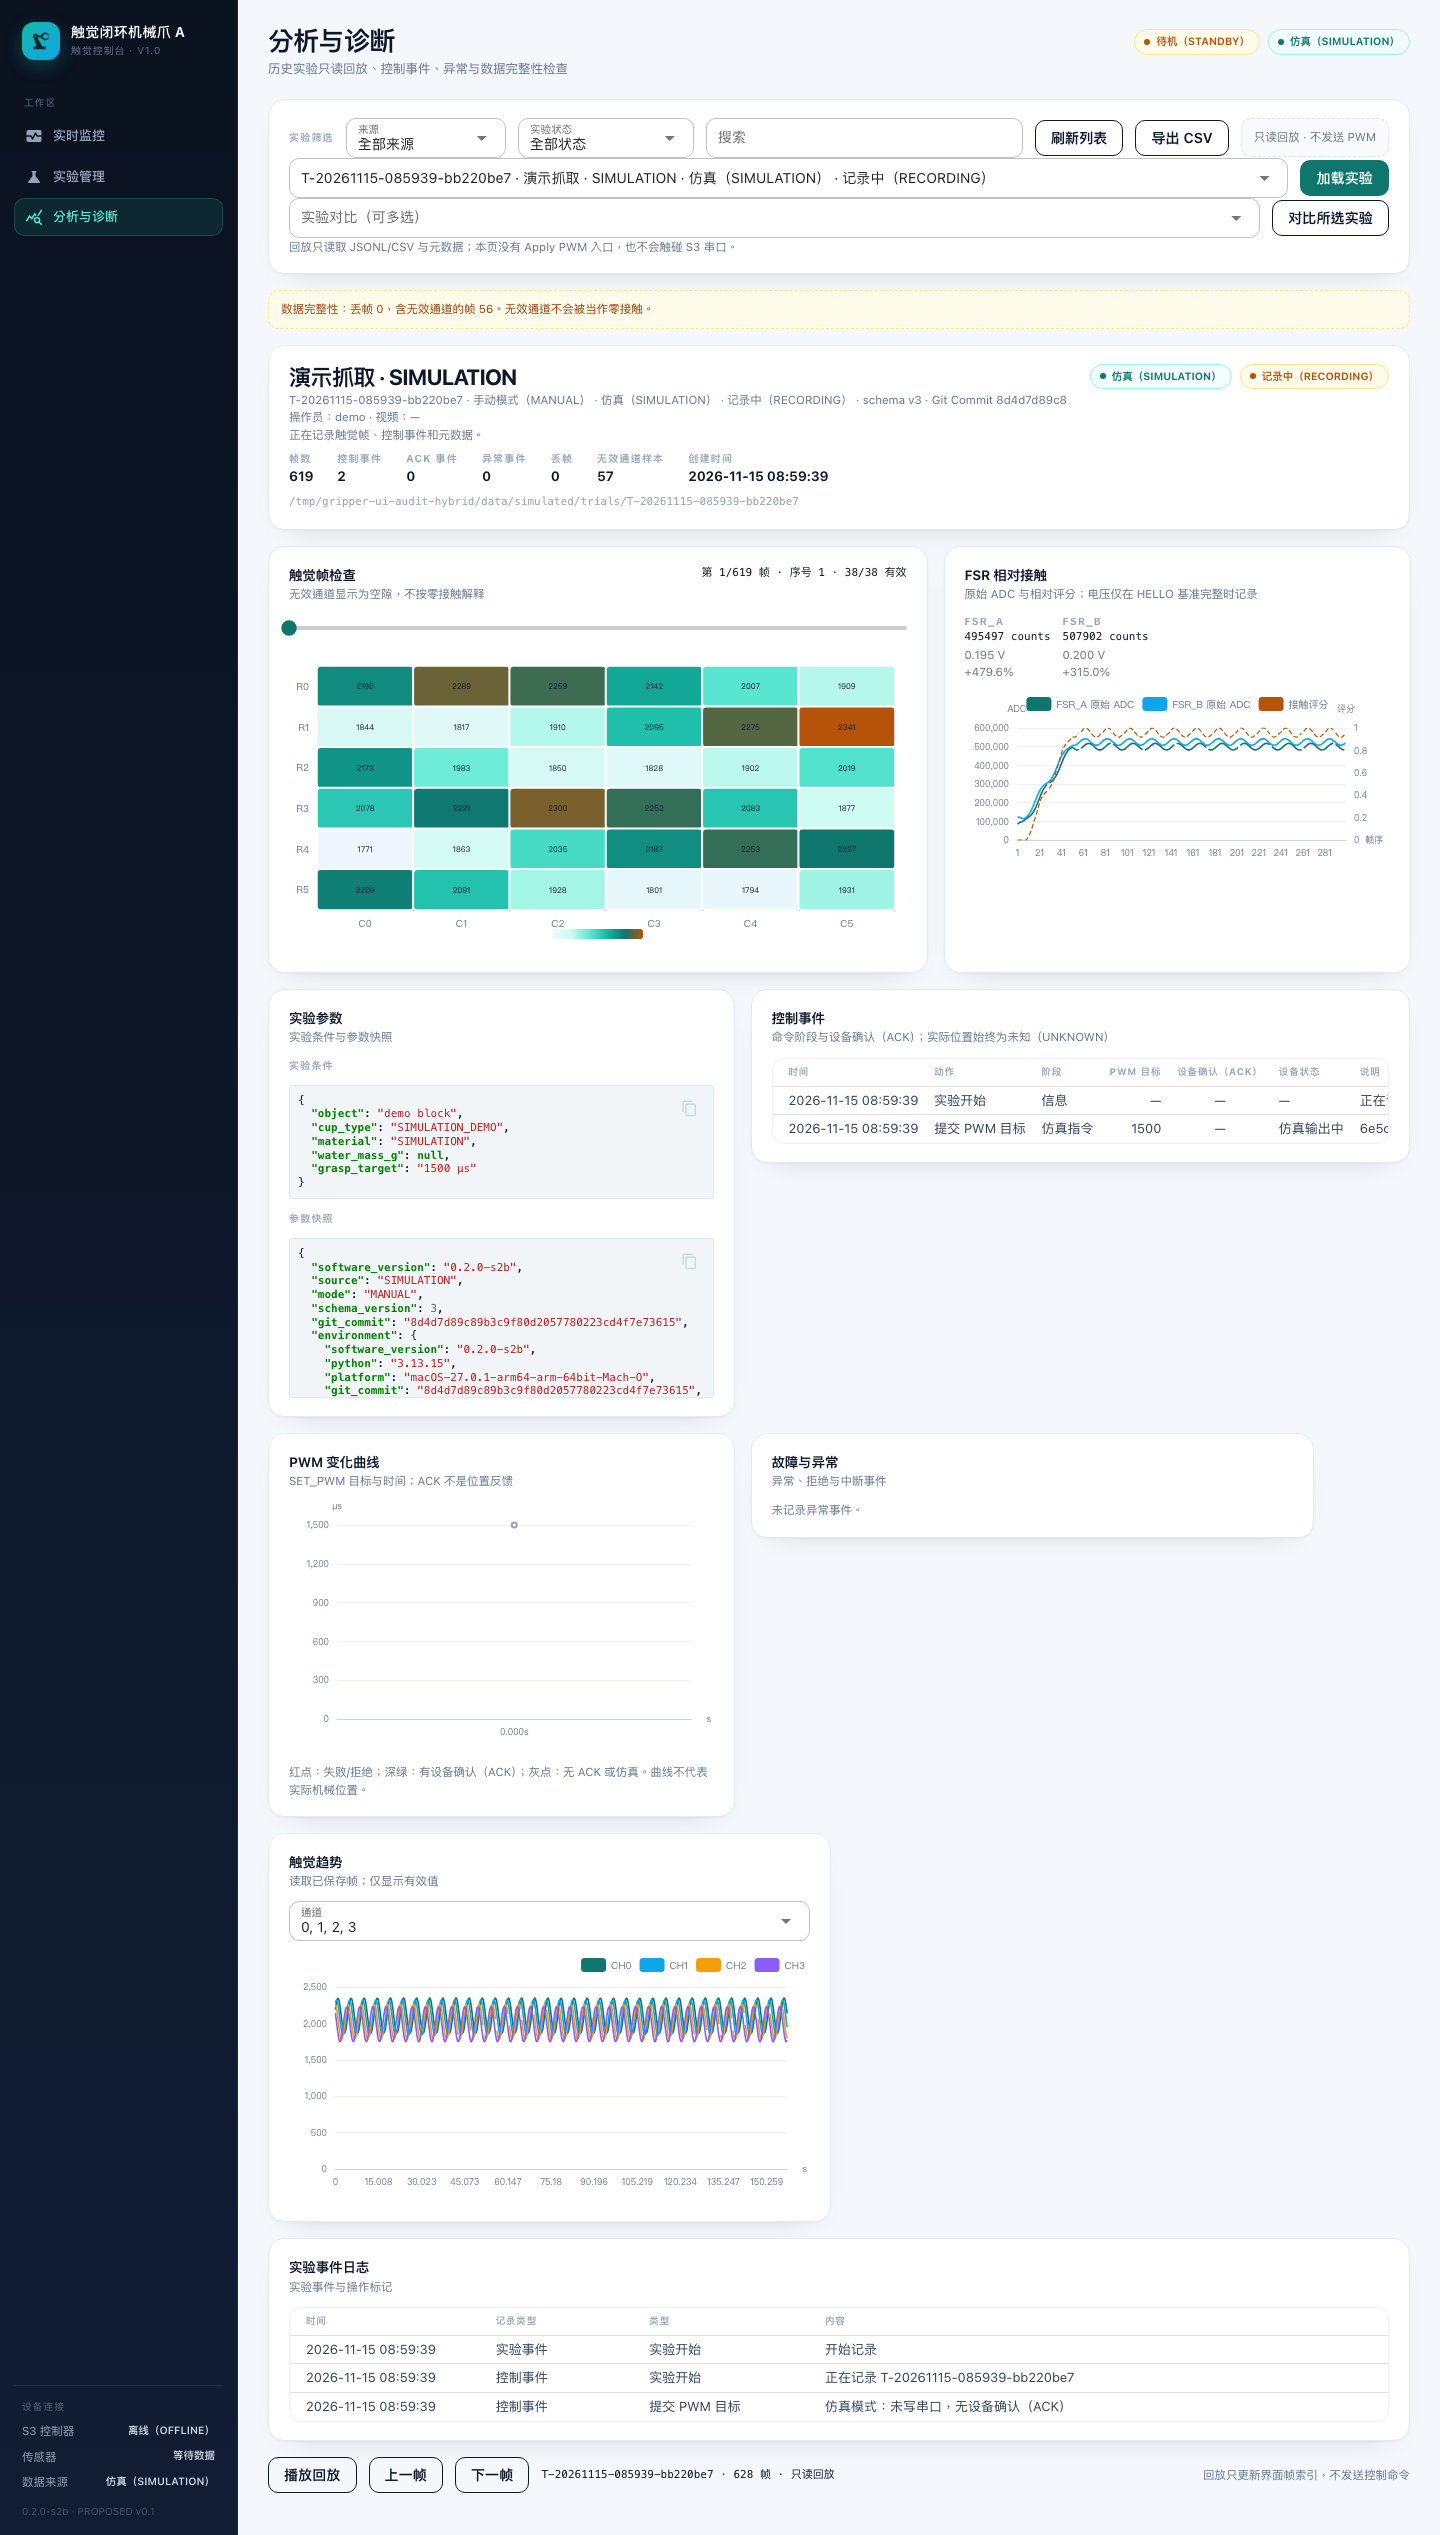 触觉闭环机械爪 A
触觉控制台 · V1.0
工作区
实时监控
实验管理
分析与诊断
分析与诊断
历史实验只读回放、控制事件、异常与数据完整性检查
待机（STANDBY）
仿真（SIMULATION）
实验筛选
来源
全部来源
实验状态
全部状态
搜索
刷新列表
导出 CSV
只读回放 · 不发送 PWM
T-20261115-085939-bb220be7 · 演示抓取 · SIMULATION · 仿真（SIMULATION） · 记录中（RECORDING）
加载实验
实验对比（可多选）
对比所选实验
回放只读取 JSONL/CSV 与元数据；本页没有 Apply PWM 入口，也不会触碰 S3 串口。
数据完整性：丢帧 0，含无效通道的帧 56。无效通道不会被当作零接触。
演示抓取 · SIMULATION
仿真（SIMULATION）
记录中（RECORDING）
T-20261115-085939-bb220be7 · 手动模式（MANUAL） · 仿真（SIMULATION） · 记录中（RECORDING） · schema v3 · Git Commit 8d4d7d89c8
操作员：demo · 视频：—
正在记录触觉帧、控制事件和元数据。
帧数 控制事件 ACK 事件 异常事件 丢帧 无效通道样本 创建时间
619 2 0 0 0 57 2026-11-15 08:59:39
/tmp/gripper-ui-audit-hybrid/data/simulated/trials/T-20261115-085939-bb220be7
触觉帧检查
第 1/619 帧 · 序号 1 · 38/38 有效
无效通道显示为空隙，不按零接触解释
R0 2190 2289 2259 2142 2007 1909
R1 1844 1817 1910 2095 2275 2341
R2 2173 1983 1850 1828 1902 2019
R3 2078 2221 2300 2252 2083 1877
R4 1771 1863 2035 2187 2253 2227
R5 2209 2091 1928 1801 1794 1931
C0 C1 C2 C3 C4 C5
FSR 相对接触
原始 ADC 与相对评分；电压仅在 HELLO 基准完整时记录
FSR_A FSR_B
495497 counts 507902 counts
0.195 V 0.200 V
+479.6% +315.0%
ADC FSR_A 原始 ADC FSR_B 原始 ADC 接触评分 评分
600,000 1
500,000 0.8
400,000 0.6
300,000 0.4
200,000
100,000 0.2
0 0 帧序
1 21 41 61 81 101 121 141 161 181 201 221 241 261 281
实验参数
实验条件与参数快照
实验条件
{
"object": "demo block",
"cup_type": "SIMULATION_DEMO",
"material": "SIMULATION",
"water_mass_g": null,
"grasp_target": "1500 µs"
}
参数快照
{
"software_version": "0.2.0-s2b",
"source": "SIMULATION",
"mode": "MANUAL",
"schema_version": 3,
"git_commit": "8d4d7d89c89b3c9f80d2057780223cd4f7e73615",
"environment": {
"software_version": "0.2.0-s2b",
"python": "3.13.15",
"platform": "macOS-27.0.1-arm64-arm-64bit-Mach-O",
"git_commit": "8d4d7d89c89b3c9f80d2057780223cd4f7e73615",
控制事件
命令阶段与设备确认（ACK）；实际位置始终为未知（UNKNOWN）
时间 动作 阶段 PWM 目标 设备确认（ACK） 设备状态 说明
2026-11-15 08:59:39 实验开始 信息 — — — 正在
2026-11-15 08:59:39 提交 PWM 目标 仿真指令 1500 — 仿真输出中 6e5c
PWM 变化曲线
SET_PWM 目标与时间；ACK 不是位置反馈
µs
1,500
1,200
900
600
300
0 s
0.000s
红点：失败/拒绝；深绿：有设备确认（ACK）；灰点：无 ACK 或仿真。曲线不代表
实际机械位置。
故障与异常
异常、拒绝与中断事件
未记录异常事件。
触觉趋势
读取已保存帧；仅显示有效值
通道
0, 1, 2, 3
CH0 CH1 CH2 CH3
2,500
2,000
1,500
1,000
500
0 s
0 15.008 30.023 45.073 60.147 75.18 90.196 105.219 120.234 135.247 150.259
实验事件日志
实验事件与操作标记
时间 记录类型 类型 内容
2026-11-15 08:59:39 实验事件 实验开始 开始记录
2026-11-15 08:59:39 控制事件 实验开始 正在记录 T-20261115-085939-bb220be7
2026-11-15 08:59:39 控制事件 提交 PWM 目标 仿真模式：未写串口，无设备确认（ACK）
播放回放
上一帧
下一帧
T-20261115-085939-bb220be7 · 628 帧 · 只读回放
回放只更新界面帧索引，不发送控制命令
设备连接
S3 控制器 离线（OFFLINE）
传感器 等待数据
数据来源 仿真（SIMULATION）
0.2.0-s2b · PROPOSED v0.1